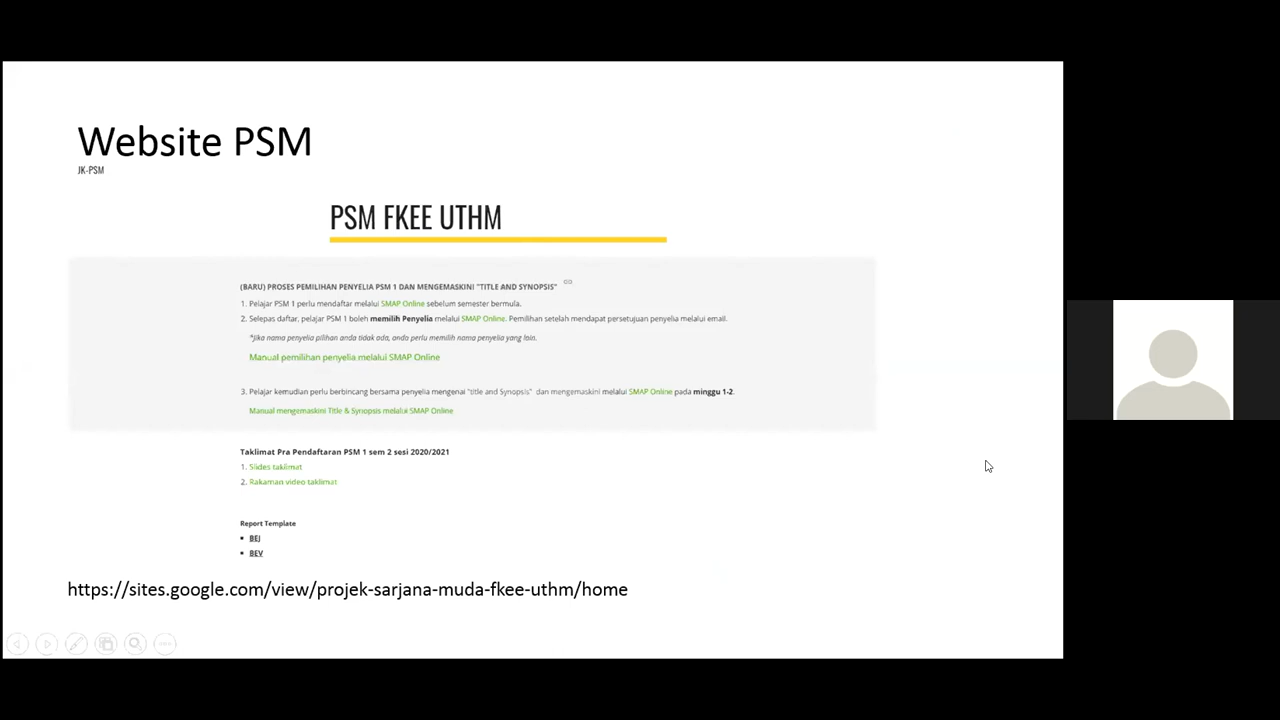 Website PSM
JK-PSM
PSM FKEE UTHM
(BARU) PROSES PEMILIHAN PENYELIA PSM 1 DAN MENGEMASKINI "TITLE AND SYNOPSIS"
1. Pelajar PSM 1 perlu mendaftar melalui SMAP Online sebelum semester bermula.
2. Selepas daftar, pelajar PSM 1 boleh memilih Penyelia melalui SMAP Online. Pemilihan setelah mendapat persetujuan penyelia melalui email.
*Jika nama penyelia pilihan anda tidak ada, anda perlu memilih nama penyelia yang lain.
Manual pemilihan penyelia melalui SMAP Online
3. Pelajar kemudian perlu berbincang bersama penyelia mengenai "title and Synopsis" dan mengemaskini melalui SMAP Online pada minggu 1-2.
Manual mengemaskini Title & Synopsis melalui SMAP Online
Taklimat Pra Pendaftaran PSM 1 sem 2 sesi 2020/2021
1. Slides taklimat
2. Rakaman video taklimat
Report Template
▪ BEJ
▪ BEV
https://sites.google.com/view/projek-sarjana-muda-fkee-uthm/home